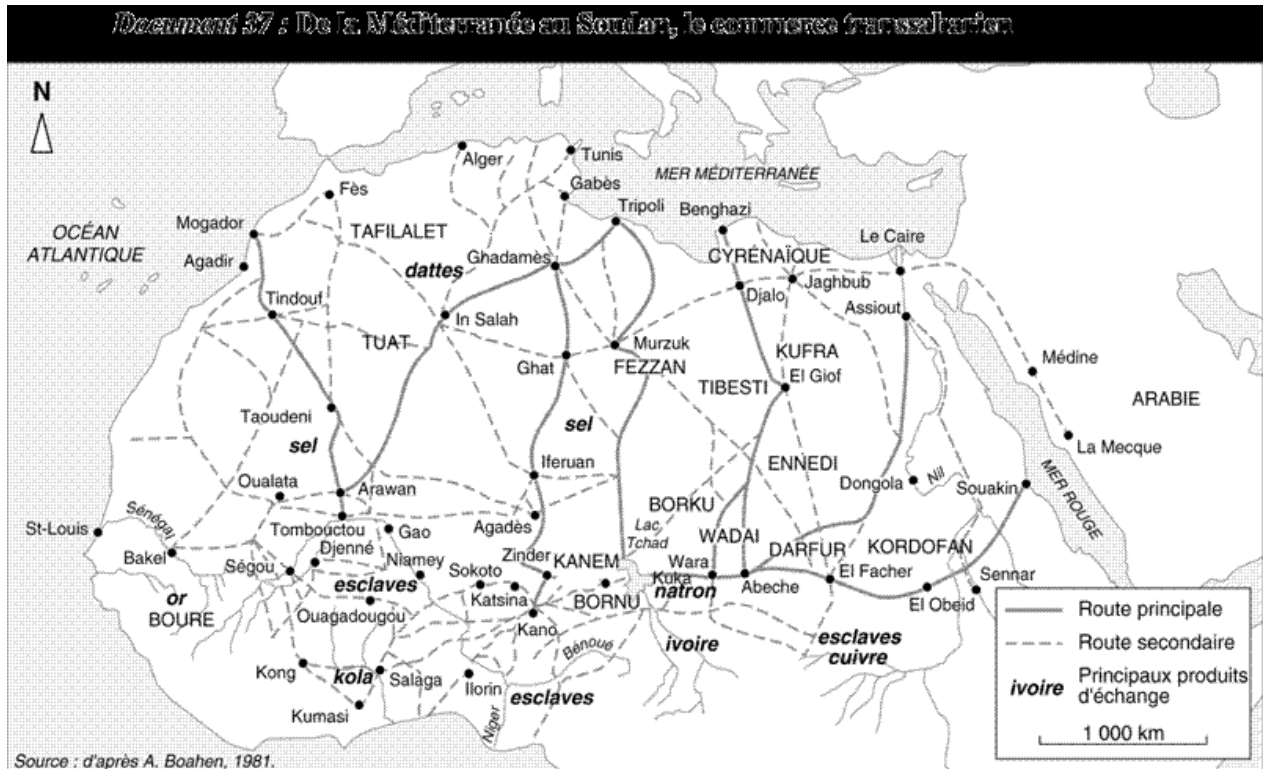 Document 37 : De la Méditerranée au Soudan, le commerce transsaharien
N
Alger
Tunis
MER MÉDITERRANÉE
Fès
Gabès
Tripoli
Benghazi
Mogador
OCÉAN
ATLANTIQUE
TAFILALET
Le Caire
Agadir
dattes
Ghadamès
CYRÉNAÏQUE
Djalo
Jaghbub
Assiout
Tindouf
In Salah
TUAT
Murzuk
KUFRA
Médine
Ghat
FEZZAN
TIBESTI
El Giof
ARABIE
Taoudeni
sel
sel
La Mecque
Iferuan
ENNEDI
Oualata
Arawan
Dongola
Nil
MER ROUGE
Souakin
BORKU
St-Louis
Sénégal
Tombouctou
Gao
Agadès
Lac
Tchad
WADAI
Bakel
Djenné
Niamey
Zinder
KANEM
DARFUR
KORDOFAN
Ségou
Sokoto
Wara
Kuka
El Facher
Sennar
esclaves
Katsina
natron
Abeche
El Obeid
or
BOURE
Ouagadougou
BORNU
Kano
Bénoué
ivoire
esclaves
cuivre
Kong
kola
Salaga
Ilorin
esclaves
Kumasi
Niger
Route principale
Route secondaire
ivoire
Principaux produits
d'échange
1 000 km
Source : d'après A. Boahen, 1981.